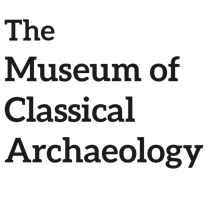 The
Museum of
Classical
Archaeology